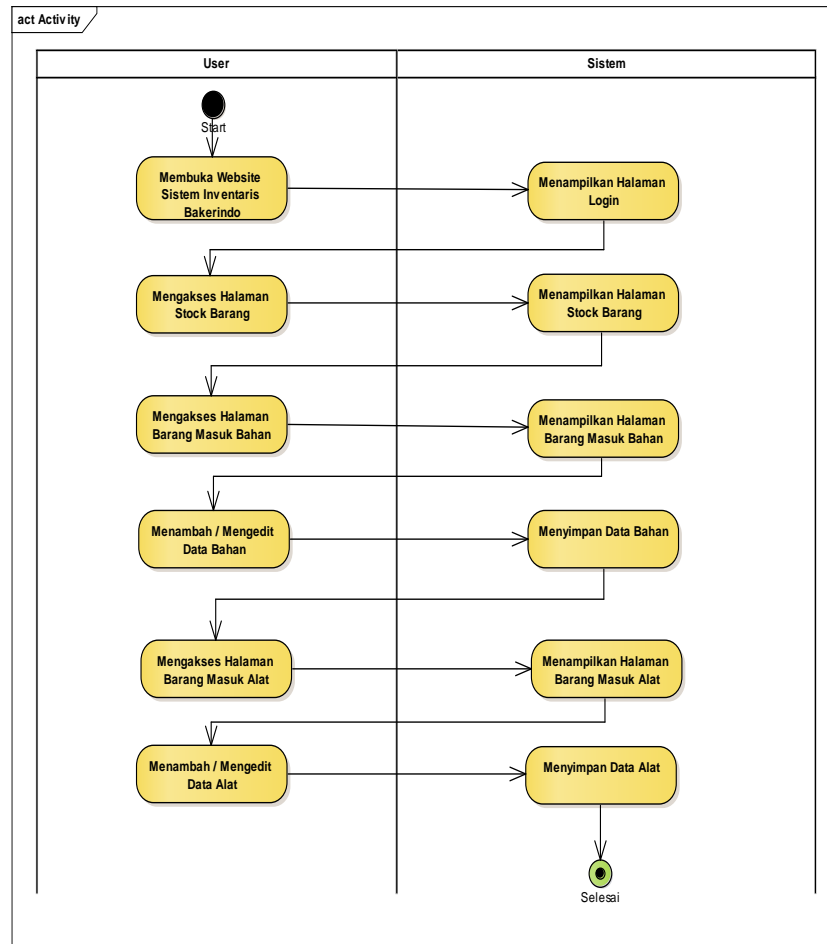 act Activity
User
Sistem
Start
Membuka Website
Sistem Inventaris
Bakerindo
Menampilkan Halaman
Login
Mengakses Halaman
Stock Barang
Menampilkan Halaman
Stock Barang
Mengakses Halaman
Barang Masuk Bahan
Menampilkan Halaman
Barang Masuk Bahan
Menambah / Mengedit
Data Bahan
Menyimpan Data Bahan
Mengakses Halaman
Barang Masuk Alat
Menampilkan Halaman
Barang Masuk Alat
Menambah / Mengedit
Data Alat
Menyimpan Data Alat
Selesai